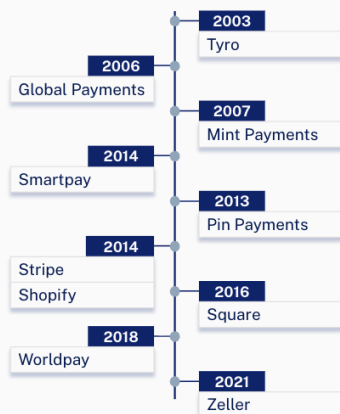 2003
Tyro
2006
Global Payments
2007
Mint Payments
2014
Smartpay
2013
Pin Payments
2014
Stripe
Shopify
2016
Square
2018
Worldpay
2021
Zeller